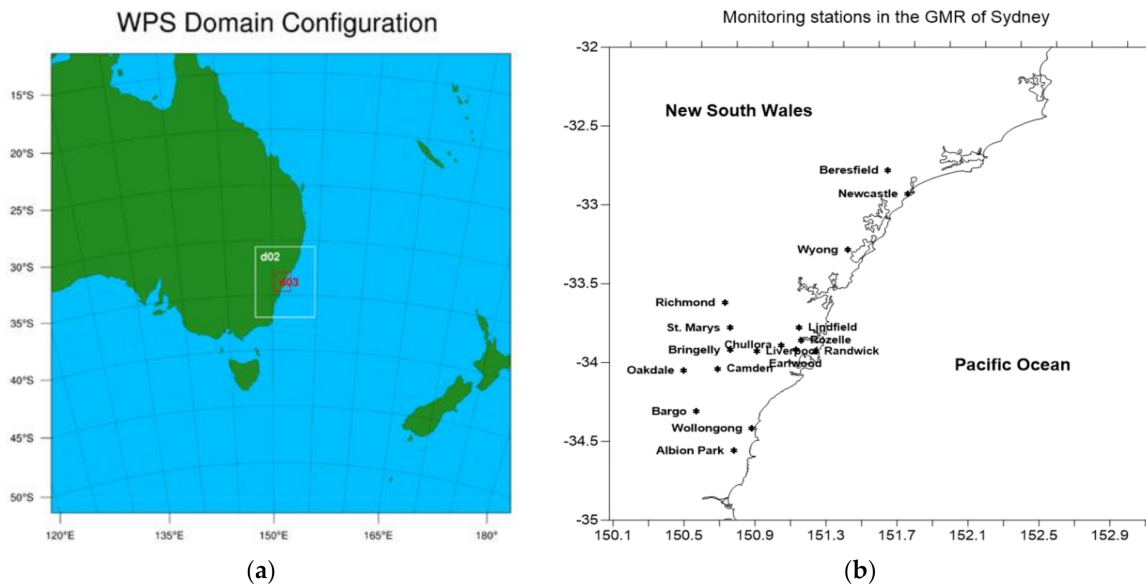 WPS Domain Configuration
15°S
20°S
25°S
30°S
35°S
40°S
45°S
50°S
120°E
135°E
150°E
165°E
180°
d02
d03
(a)
Monitoring stations in the GMR of Sydney
-32
-32.5
-33
-33.5
-34
-34.5
-35
150.1
150.5
150.9
151.3
151.7
152.1
152.5
152.9
New South Wales
Beresfield
Newcastle
Wyong
Richmond
St. Marys
Lindfield
Chullora
Rozelle
Bringelly
Liverpool
Randwick
Earlwood
Oakdale
Camden
Pacific Ocean
Bargo
Wollongong
Albion Park
(b)